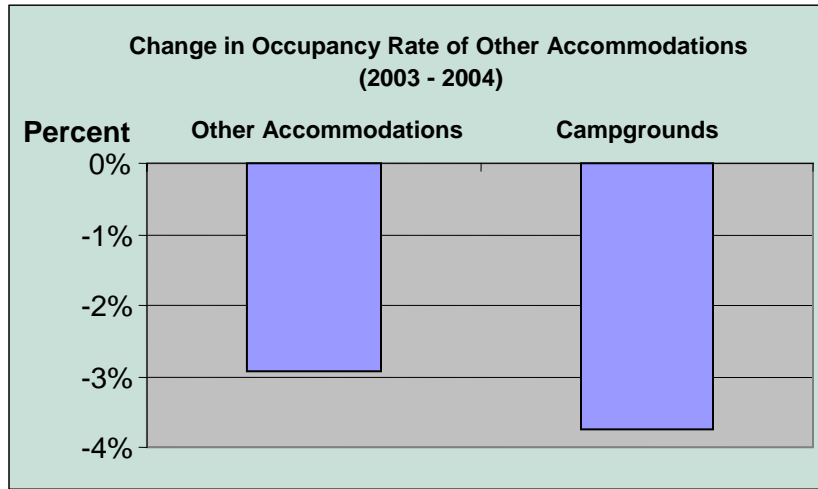 Change in Occupancy Rate of Other Accommodations
(2003 - 2004)
Percent
Other Accommodations
Campgrounds
0%
-1%
-2%
-3%
-4%